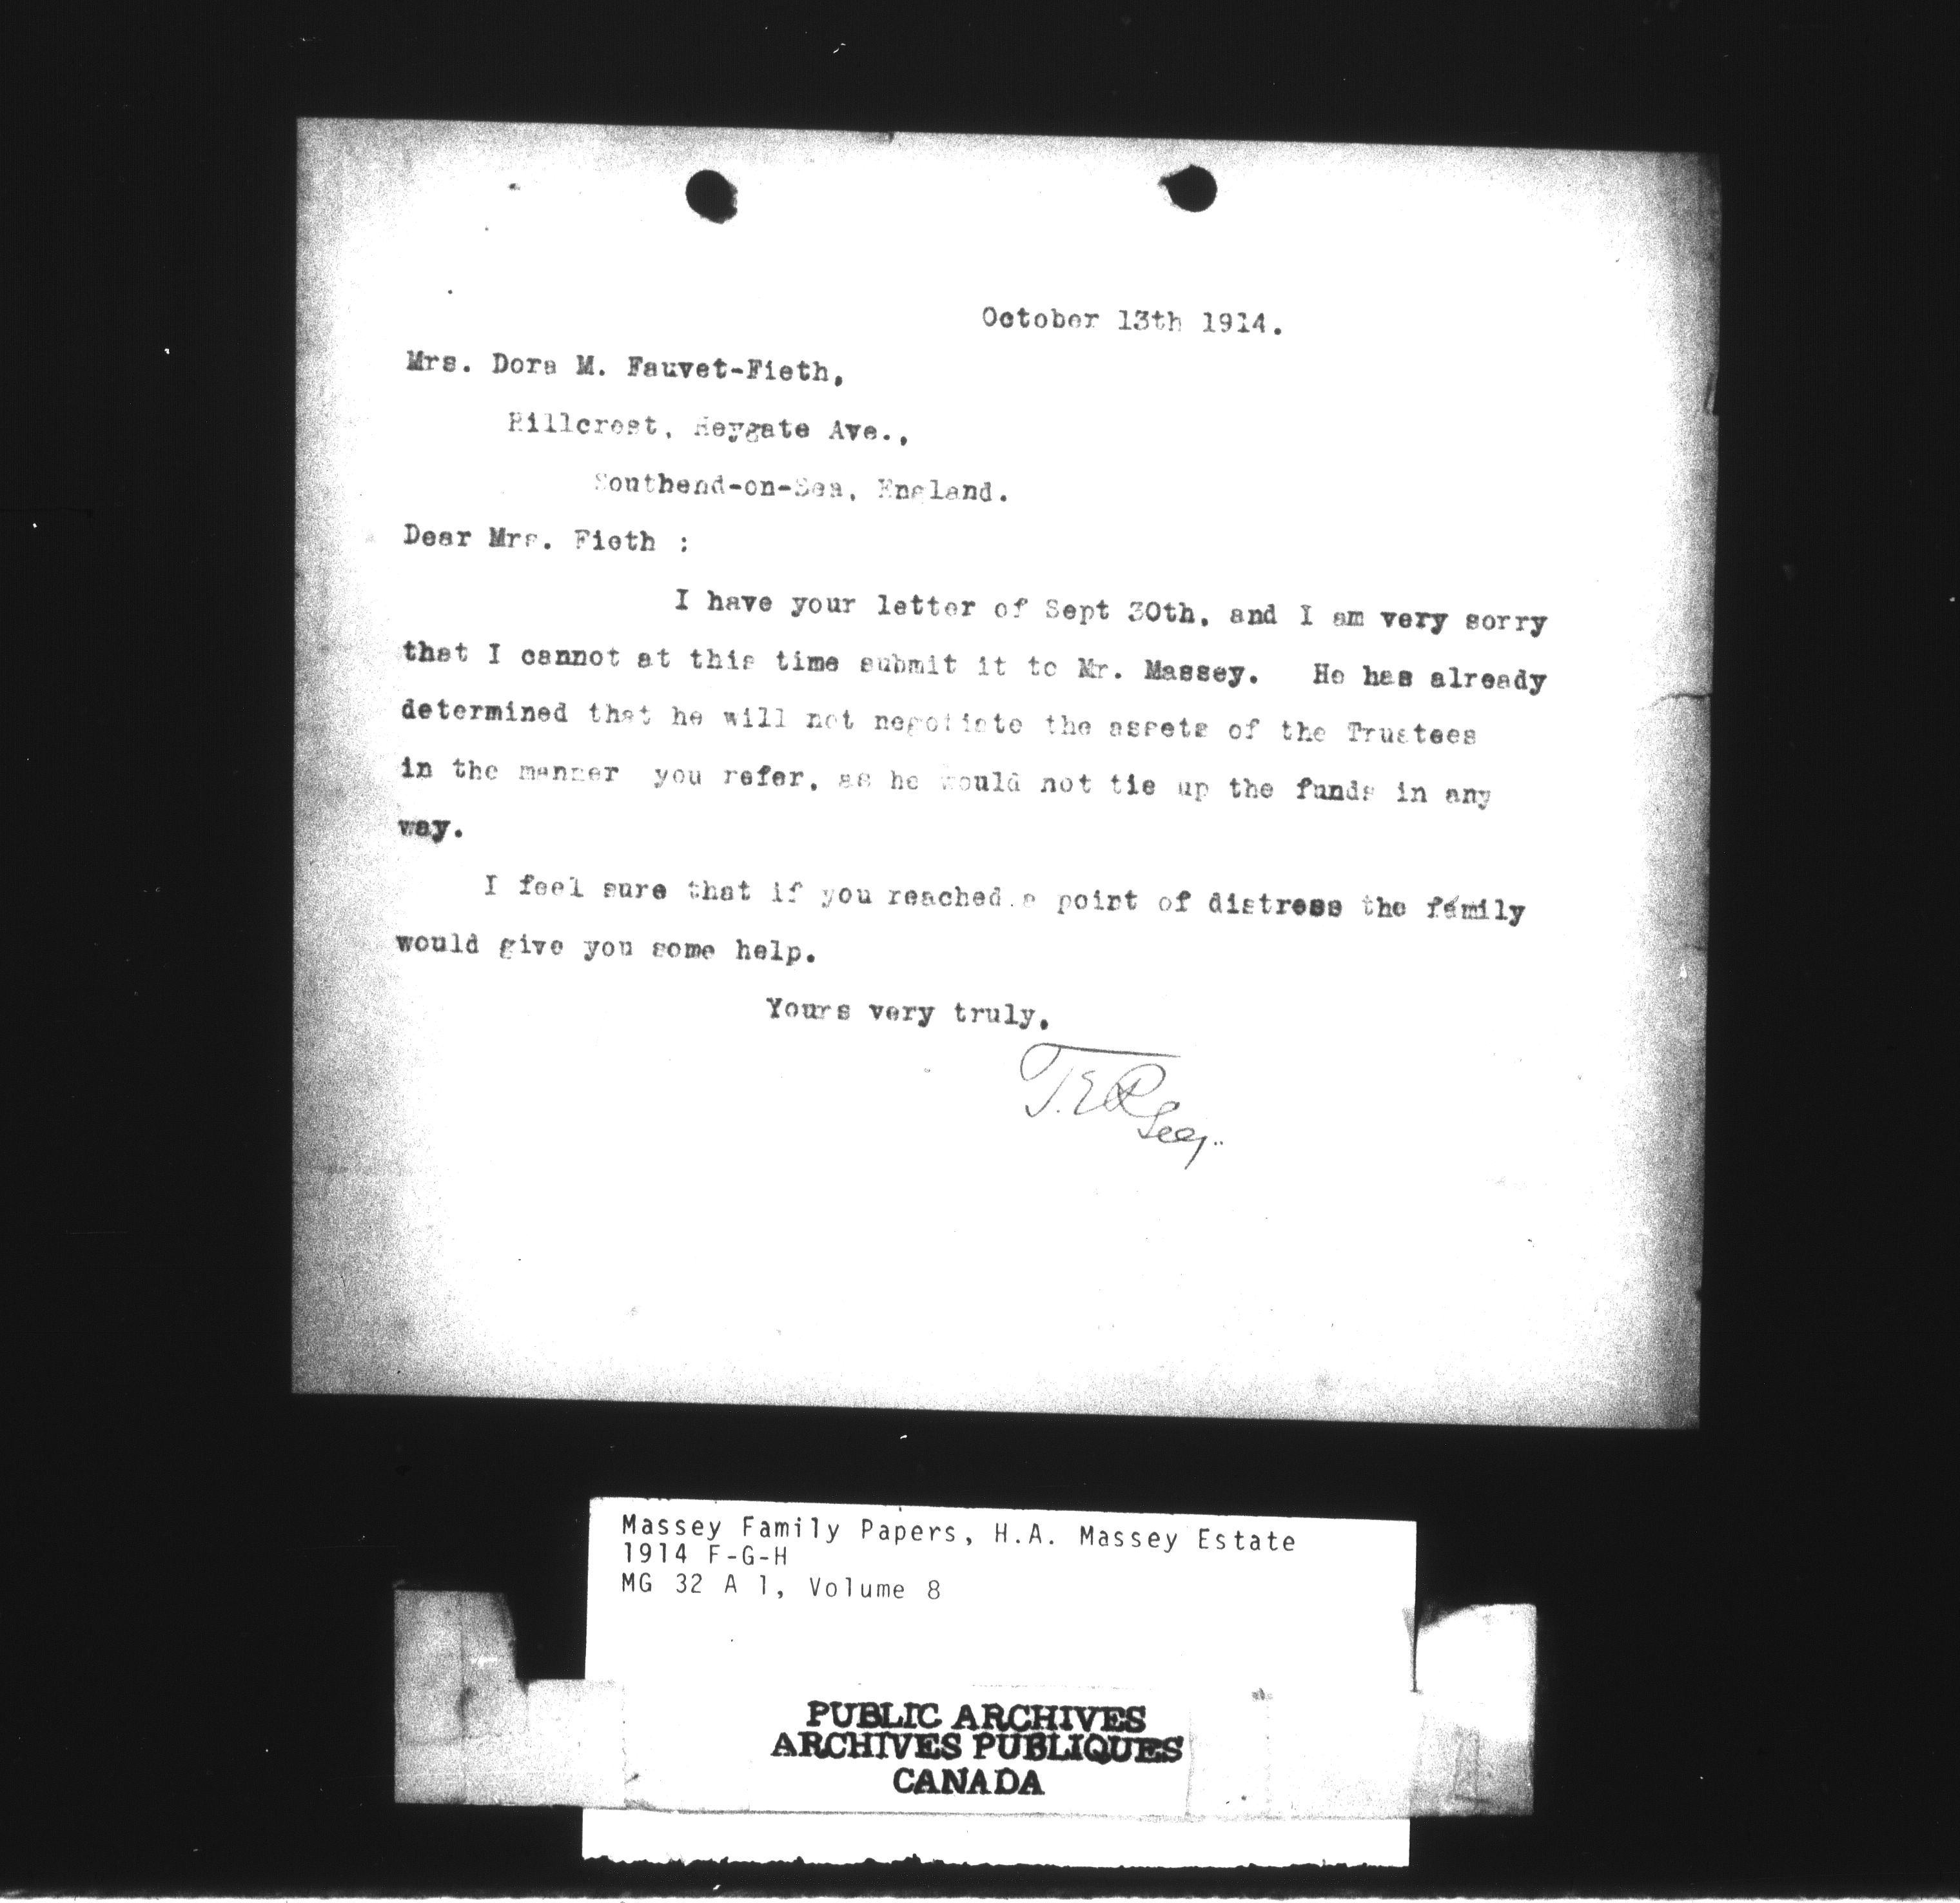 October 13th 1914.
Mrs. Dora M. Fauvet-Fieth,
Hillcrest, Heygate Ave.,
Southend-on-Sea, England.
Dear Mrs. Fieth :
I have your letter of Sept 30th, and I am very sorry
that I cannot at this time submit it to Mr. Massey. He has already
determined that he will not negotiate the assets of the Trustees
in the manner you refer, as he would not tie up the funds in any
way.
I feel sure that if you reached a point of distress the family
would give you some help.
Yours very truly,
T.E.R
Secy.
Massey Family Papers, H.A. Massey Estate
1914 F-G-H
MG 32 A 1, Volume 8
PUBLIC ARCHIVES
ARCHIVES PUBLIQUES
CANADA